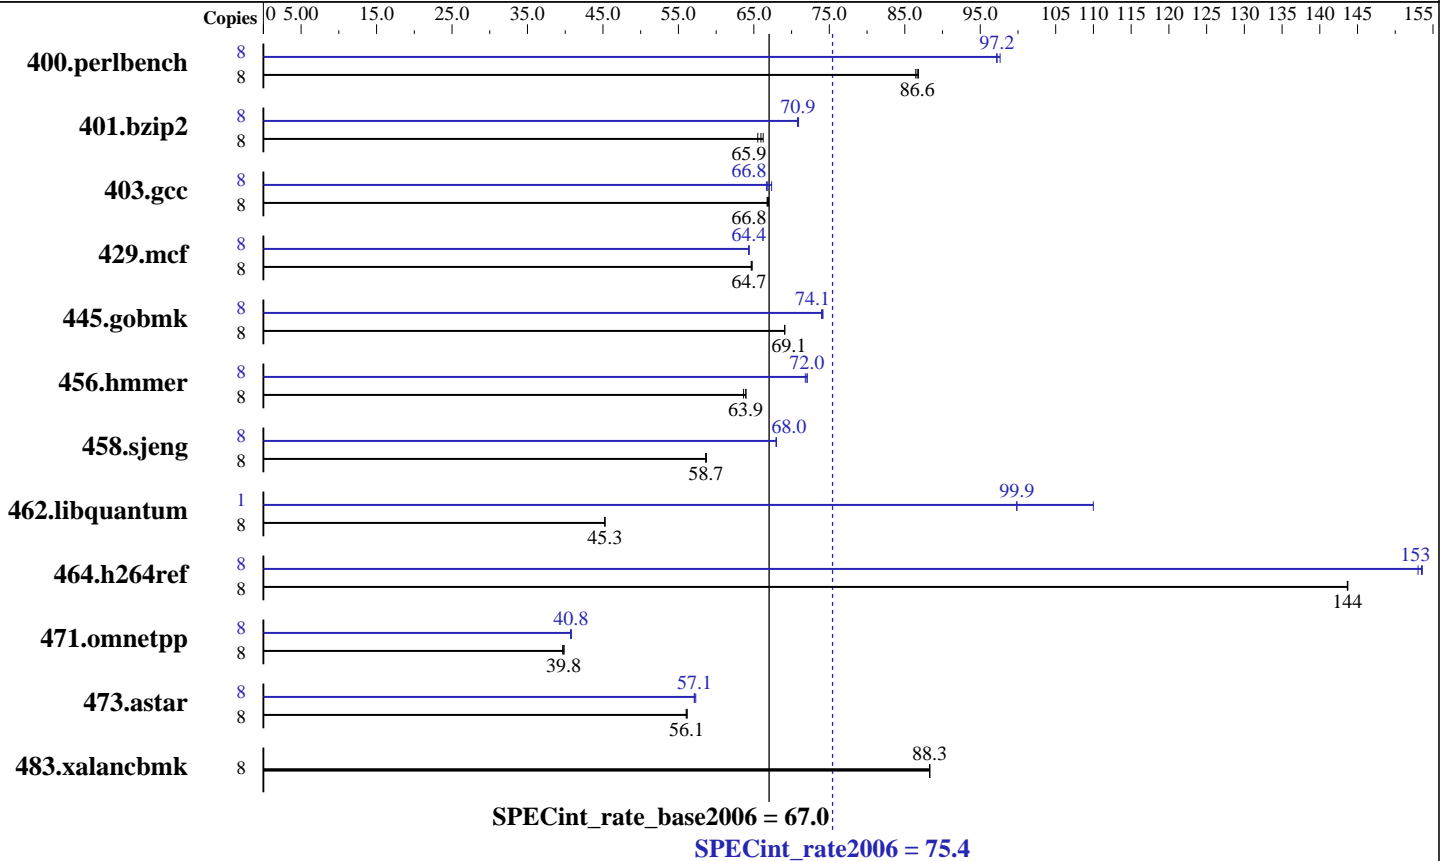 Copies 0 5.00 15.0 25.0 35.0 45.0 55.0 65.0 75.0 85.0 95.0 105 110 115 120 125 130 135 140 145 155
400.perlbench 8 97.2
8 86.6
401.bzip2 8 70.9
8 65.9
403.gcc 8 66.8
8 66.8
429.mcf 8 64.4
8 64.7
445.gobmk 8 74.1
8 69.1
456.hmmer 8 72.0
8 63.9
458.sjeng 8 68.0
8 58.7
462.libquantum 1 99.9
8 45.3
464.h264ref 8 153
8 144
471.omnetpp 8 40.8
8 39.8
473.astar 8 57.1
8 56.1
483.xalancbmk 8 88.3
SPECint_rate_base2006 = 67.0
SPECint_rate2006 = 75.4